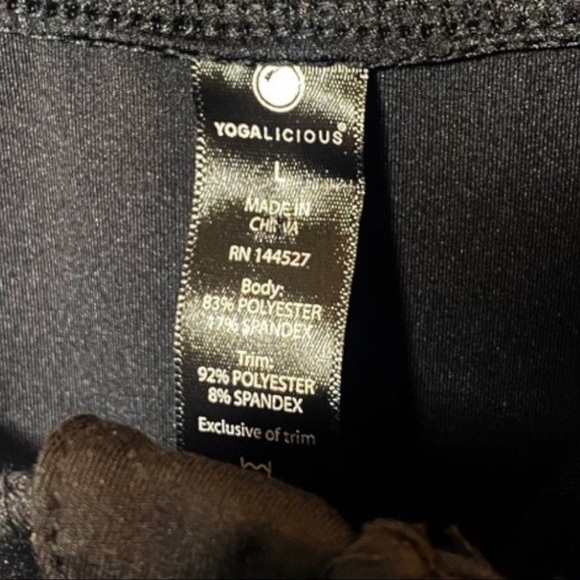 YOGALICIOUS®
L
MADE IN
CHINA
RN 144527
Body:
83% POLYESTER
17% SPANDEX
Trim:
92% POLYESTER
8% SPANDEX
Exclusive of trim